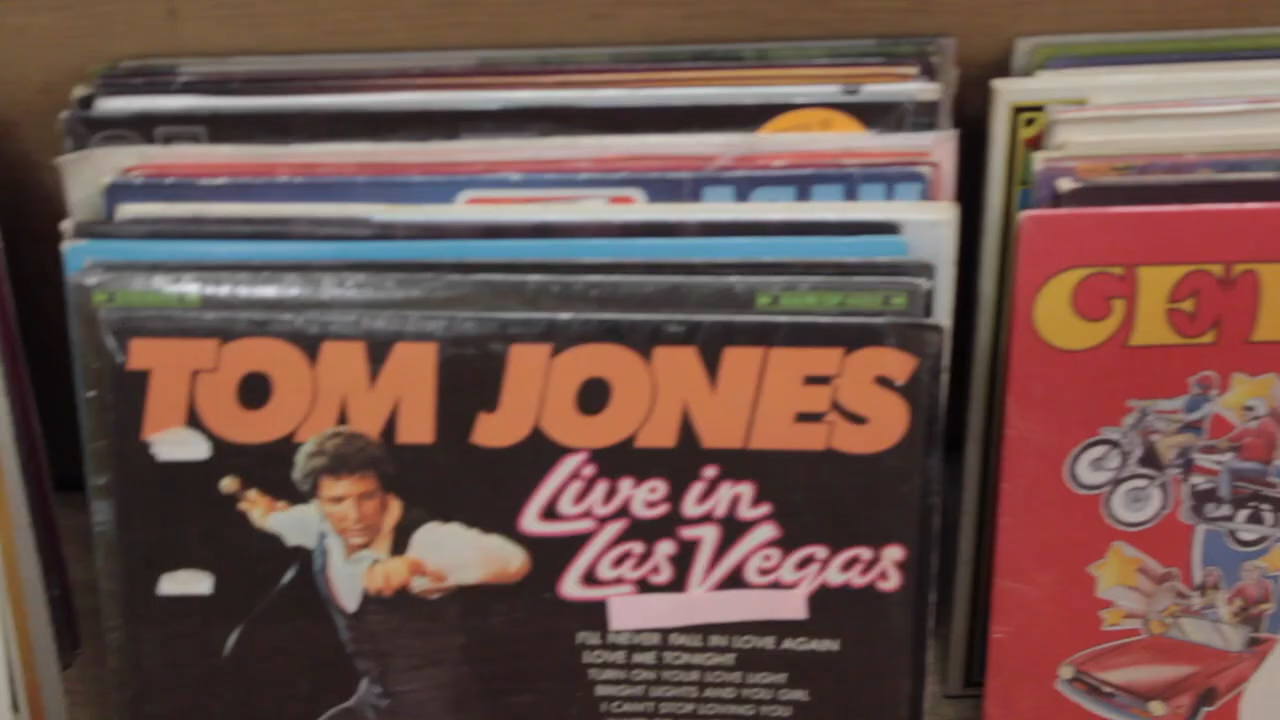 TOM JONES
Live in
Las Vegas
I'LL NEVER FALL IN LOVE AGAIN
LOVE ME TONIGHT
TURN ON YOUR LOVE LIGHT
BRIGHT LIGHTS AND YOU GIRL
I CAN'T STOP LOVING YOU
GET